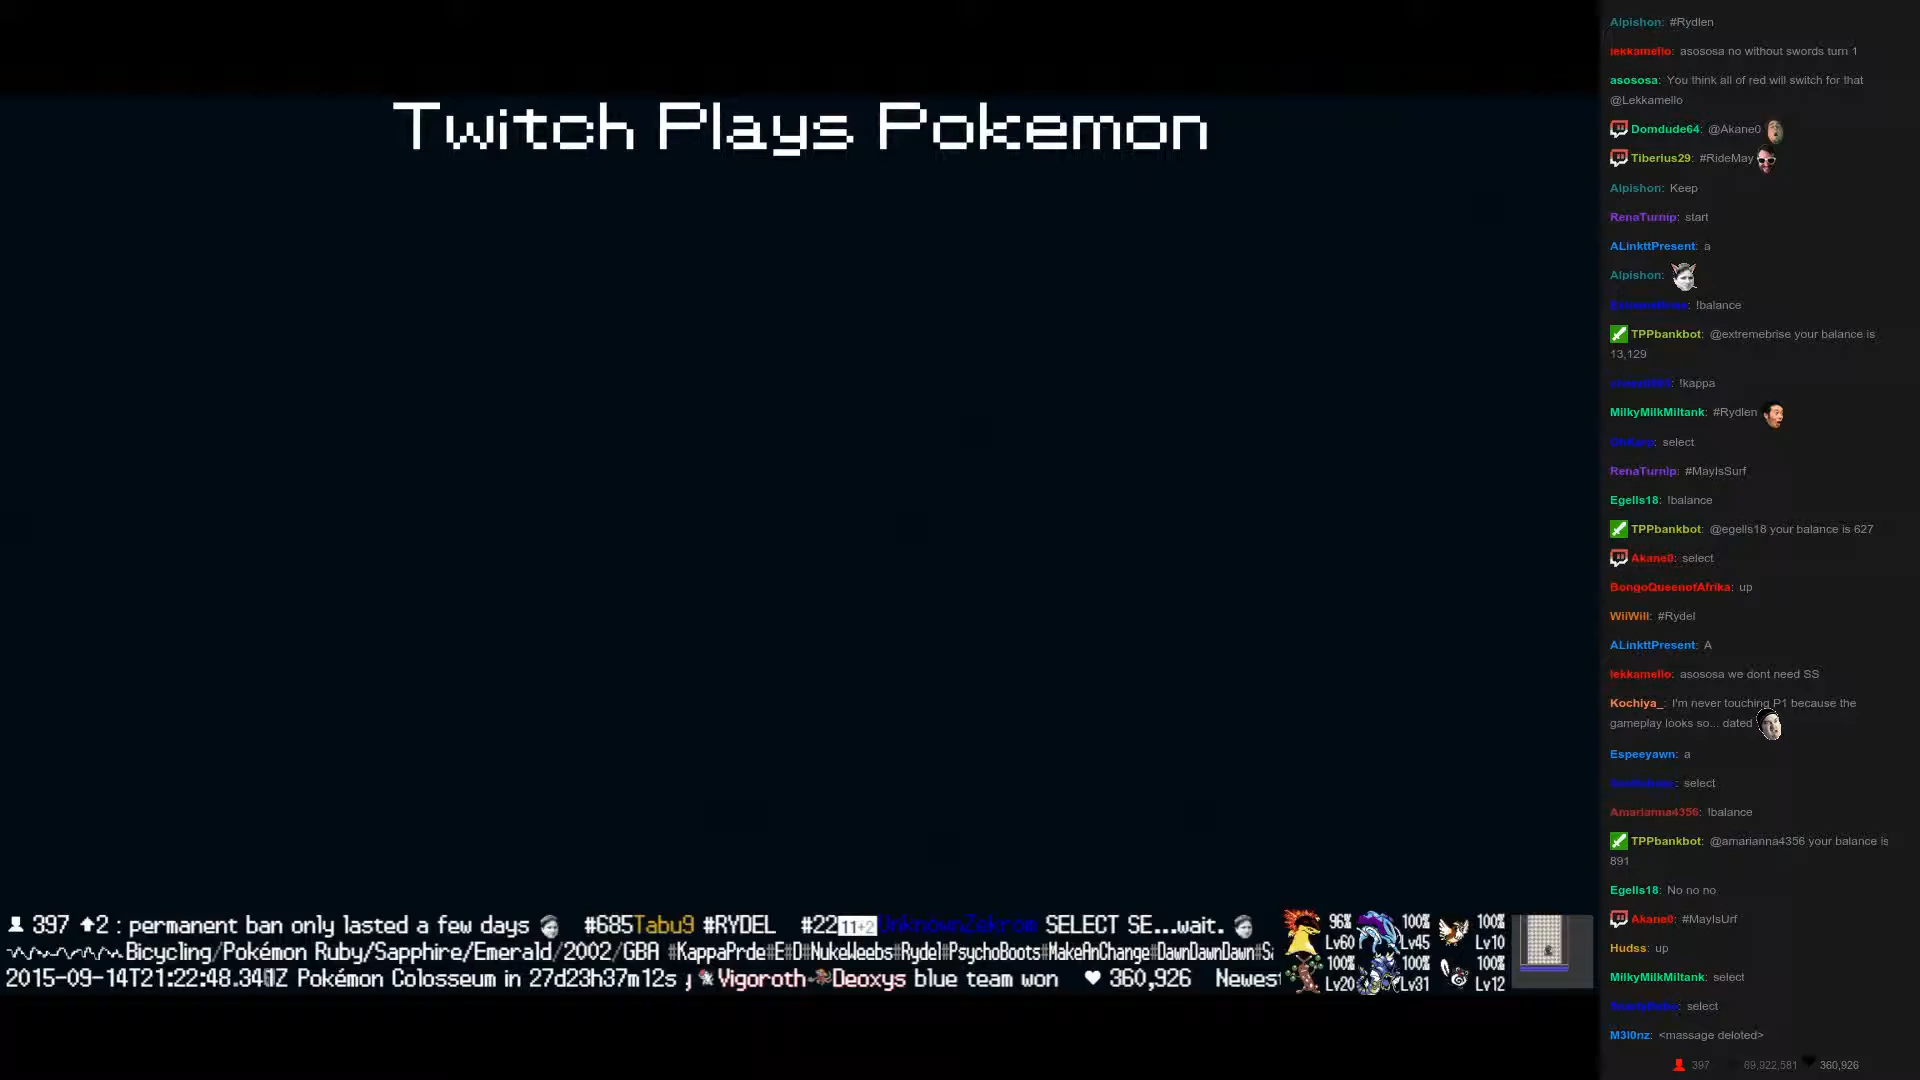 Twitch Plays Pokemon
397 2 : permanent ban only lasted a few days #685Tabu9 #RYDEL #22 11+2 UnknownZekrom SELECT SE...wait.
Bicycling/Pokémon Ruby/Sapphire/Emerald/2002/GBA #KappaPrde#E#D#NukeWeebs#Rydel#PsychoBoots#MakeAnChange#DawnDawnDawn#Sa
Pokémon Colosseum in 27d23h37m12s ; Vigoroth Deoxys blue team won 360,926 Newest
96% 100% 100%
Lv60 Lv45 Lv10
100% 100% 100%
Lv20 Lv31 Lv12
Alpishon: #Rydlen
lekkamello: asososa no without swords turn 1
asososa: You think all of red will switch for that
@Lekkamello
Domdude64: @Akane0
Tiberius29: #RideMay
Alpishon: Keep
RenaTurnip: start
ALinkttPresent: a
Alpishon:
ExtremeBrise: !balance
TPPbankbot: @extremebrise your balance is
13,129
!kappa
MilkyMilkMiltank: #Rydlen
select
RenaTurnip: #MayIsSurf
Egells18: !balance
TPPbankbot: @egells18 your balance is 627
Akane0: select
BongoQueenofAfrika: up
WiiWill: #Rydel
ALinkttPresent: A
lekkamello: asososa we dont need SS
Kochiya_: I'm never touching P1 because the
gameplay looks so... dated
Espeeyawn: a
select
Amarianna4356: !balance
TPPbankbot: @amarianna4356 your balance is
891
Egells18: No no no
Akane0: #MayIsUrf
Hudss: up
MilkyMilkMiltank: select
select
M3l0nz: <massage deloted>
397 69,922,581 360,926